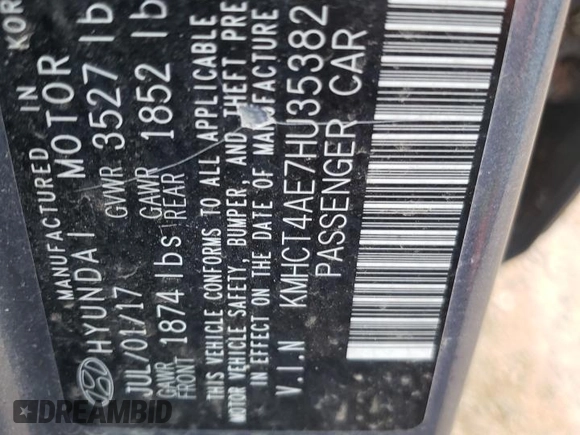 MANUFACTURED IN KOR
HYUNDAI MOTOR
JUL/01/17 GVWR 3527 lb
GAWR FRONT 1874 lbs GAWR REAR 1852 lb
THIS VEHICLE CONFORMS TO ALL APPLICABLE
MOTOR VEHICLE SAFETY, BUMPER, AND THEFT PRE
IN EFFECT ON THE DATE OF MANUFACTURE
V.I.N KMHCT4AE7HU35382
PASSENGER CAR
DREAMBID